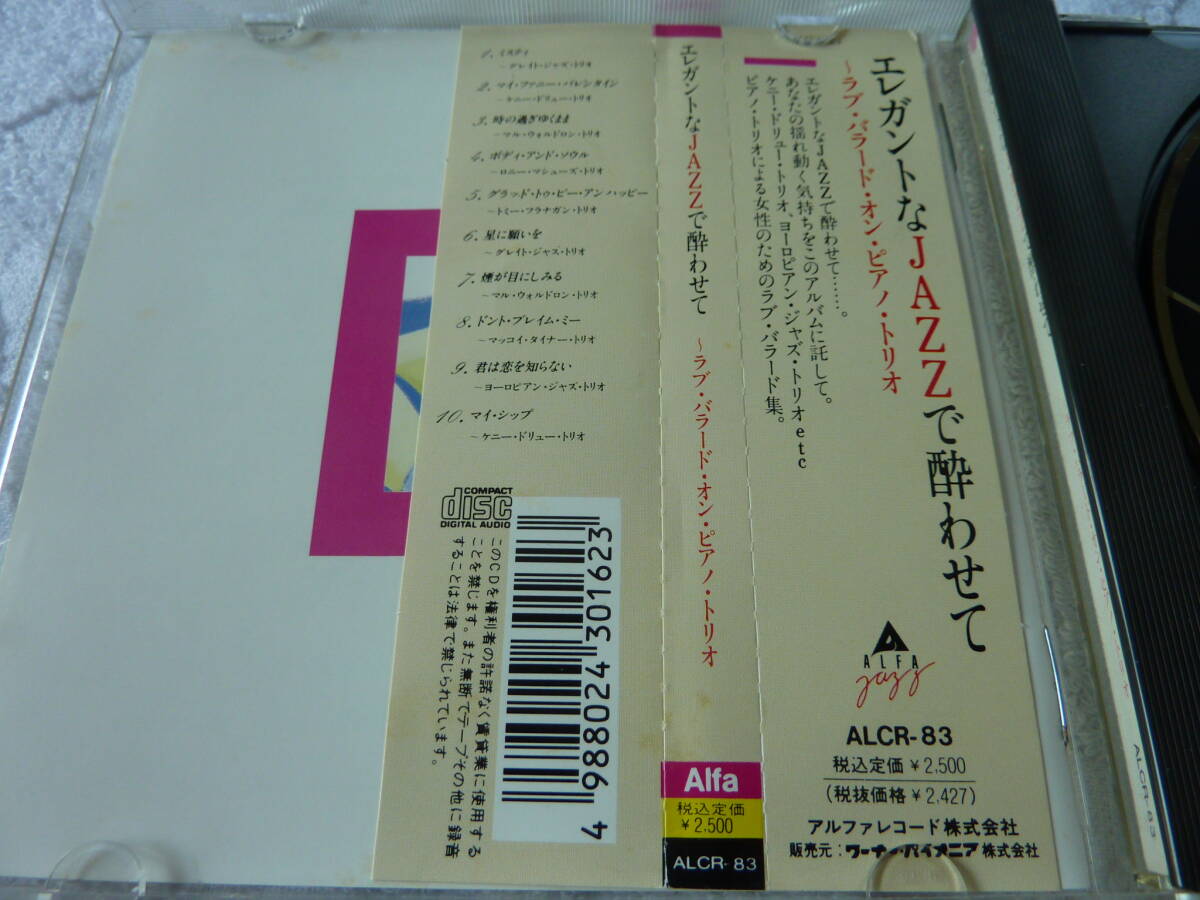 1. ミスティ
～グレイト・ジャズ・トリオ
2. マイ・ファニー・バレンタイン
～ケニー・ドリュー・トリオ
3. 時の過ぎゆくまま
～マル・ウォルドロン・トリオ
4. ボディ・アンド・ソウル
～ロニー・マシューズ・トリオ
5. グラッド・トゥ・ビー・アンハッピー
～トミー・フラナガン・トリオ
6. 星に願いを
～グレイト・ジャズ・トリオ
7. 煙が目にしみる
～マル・ウォルドロン・トリオ
8. ドント・ブレイム・ミー
～マッコイ・タイナー・トリオ
9. 君は恋を知らない
～ヨーロピアン・ジャズ・トリオ
10. マイ・シップ
～ケニー・ドリュー・トリオ
COMPACT
disc
DIGITAL AUDIO
4 988024 301623
このCDを権利者の許諾なく賃貸業に使用する
ことを禁じます。また無断でテープその他に録音
することは法律で禁じられています。
エレガントなJAZZで酔わせて ～ラブ・バラード・オン・ピアノ・トリオ
Alfa
税込定価
¥2,500
ALCR-83
エレガントなJAZZで酔わせて
～ラブ・バラード・オン・ピアノ・トリオ
エレガントなJAZZで酔わせて……。
あなたの揺れ動く気持ちをこのアルバムに託して。
ケニー・ドリュー・トリオ、ヨーロピアン・ジャズ・トリオetc
ピアノ・トリオによる女性のためのラブ・バラード集。
ALFA
jazz
ALCR-83
税込定価¥2,500
(税抜価格¥2,427)
アルファレコード株式会社
販売元：ワーナー・パイオニア株式会社
ALCR-83